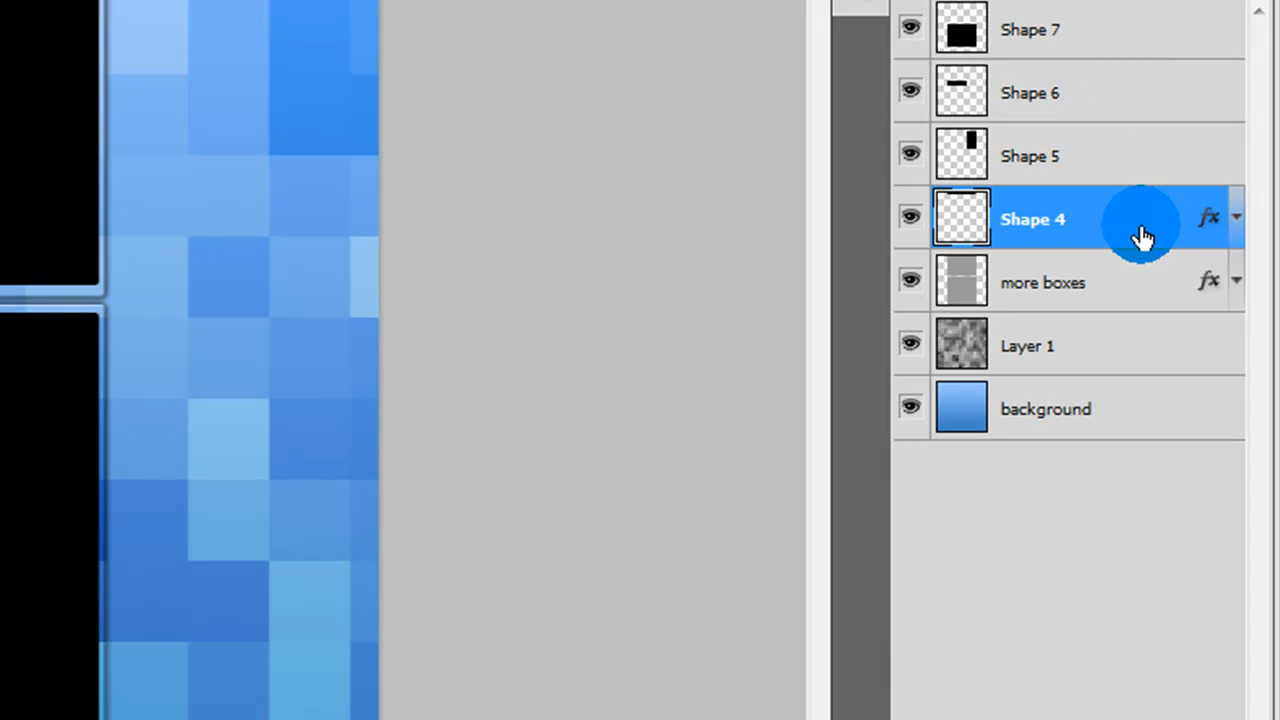 Shape 7
Shape 6
Shape 5
Shape 4 fx
more boxes fx
Layer 1
background